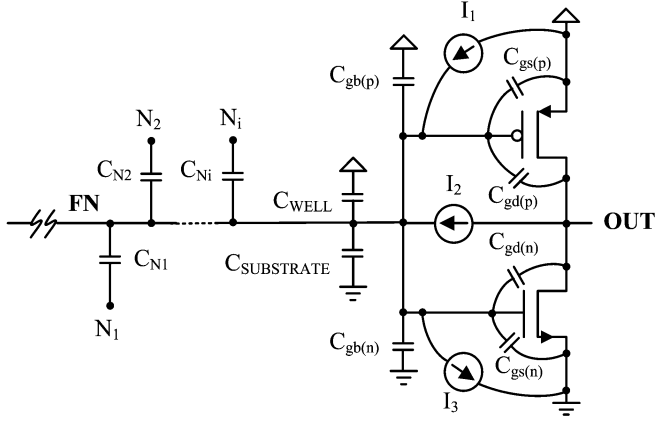 I1
Cgs(p)
Cgb(p)
N2
Ni
CN2
CNi
I2
Cgd(p)
CWELL
FN
OUT
CN1
CSUBSTRATE
Cgd(n)
N1
Cgb(n)
Cgs(n)
I3